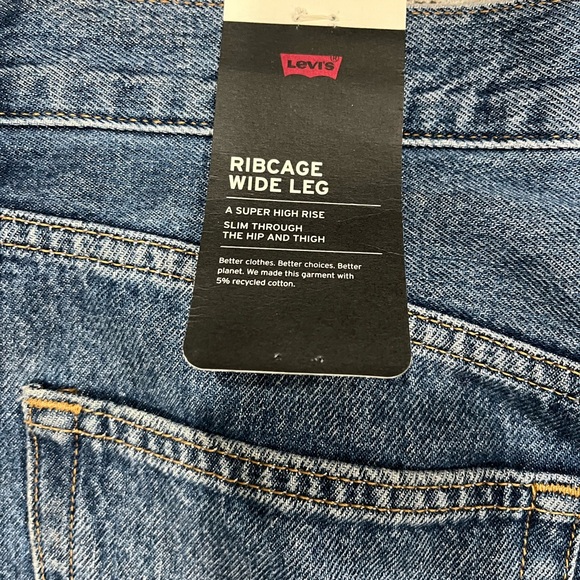 Levi's
RIBCAGE
WIDE LEG
A SUPER HIGH RISE
SLIM THROUGH
THE HIP AND THIGH
Better clothes. Better choices. Better
planet. We made this garment with
5% recycled cotton.